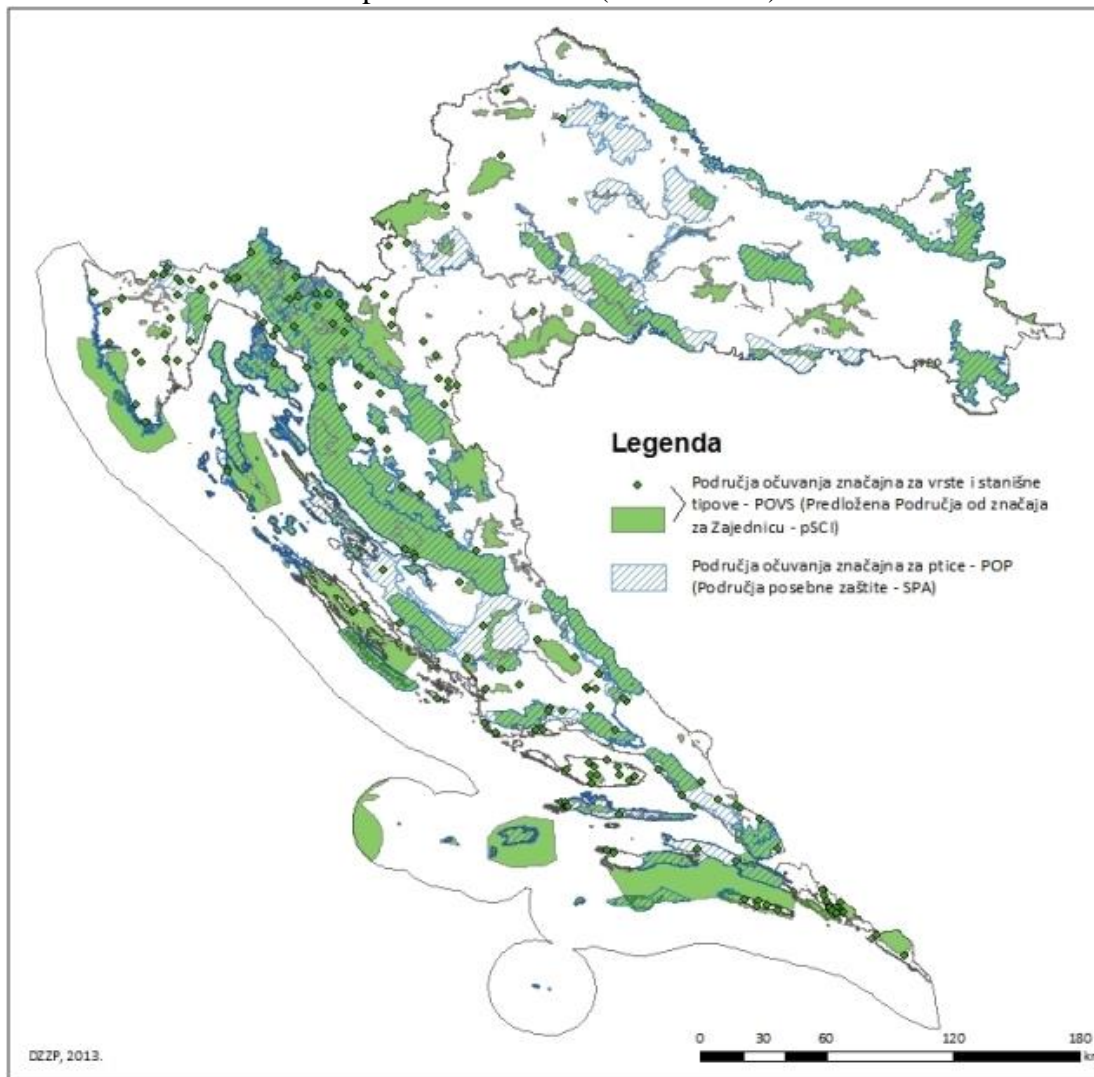 Legenda
Područja očuvanja značajna za vrste i stanišne
tipove - POVS (Predložena Područja od značaja
za Zajednicu - pSCI)
Područja očuvanja značajna za ptice - POP
(Područja posebne zaštite - SPA)
DZZP, 2013.
0 30 60 120 180
km